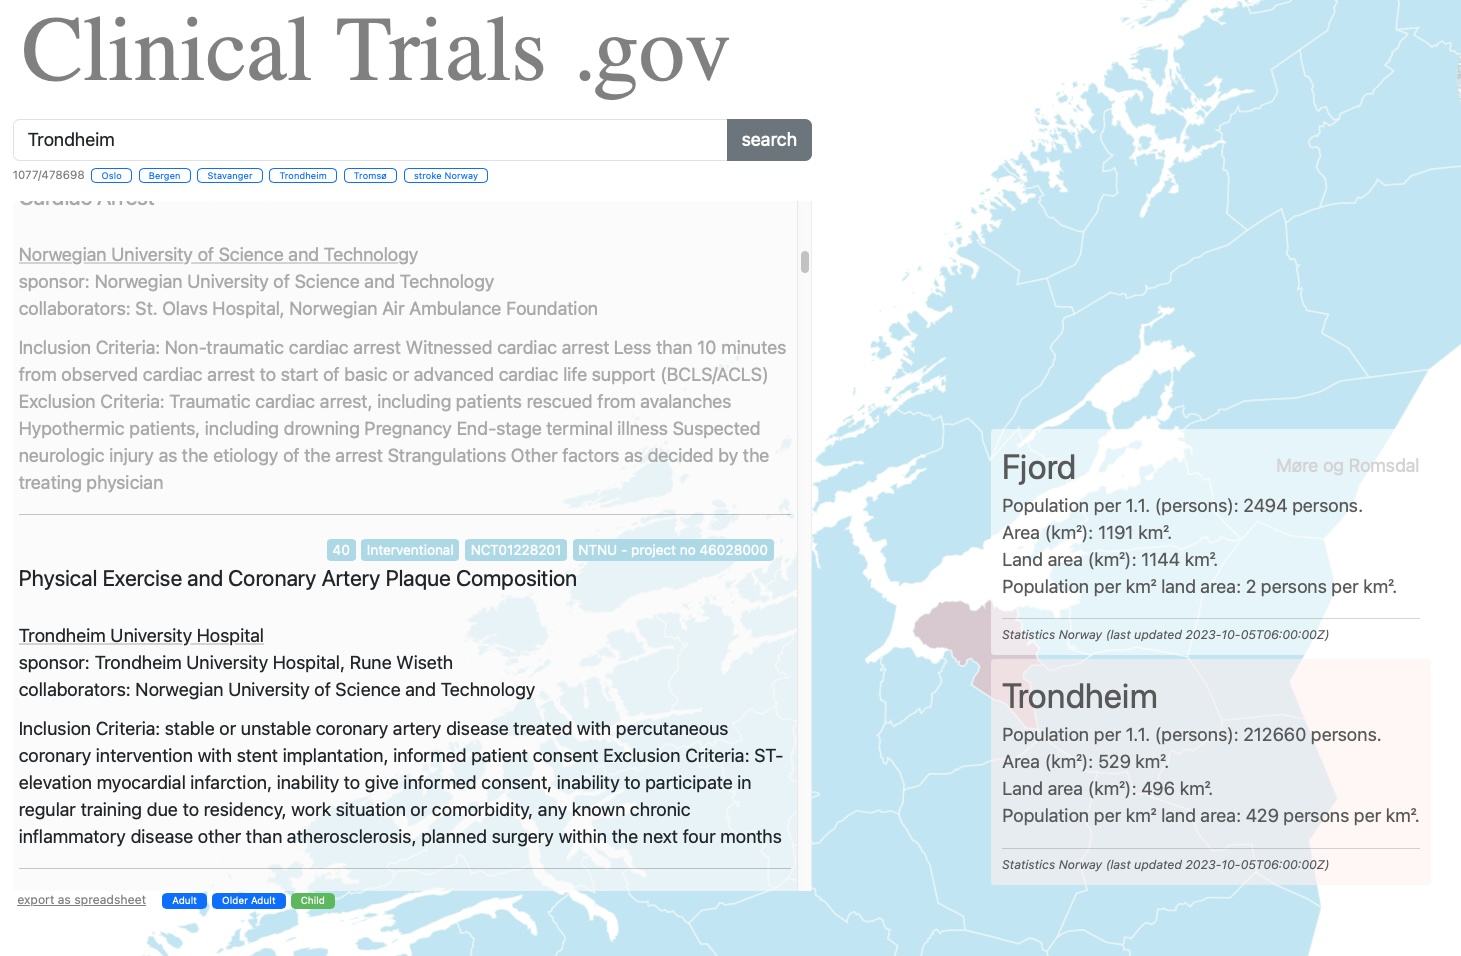 Clinical Trials .gov
Trondheim
search
1077/478698 Oslo Bergen Stavanger Trondheim Tromsø stroke Norway
Cardiac Arrest
Norwegian University of Science and Technology
sponsor: Norwegian University of Science and Technology
collaborators: St. Olavs Hospital, Norwegian Air Ambulance Foundation
Inclusion Criteria: Non-traumatic cardiac arrest Witnessed cardiac arrest Less than 10 minutes
from observed cardiac arrest to start of basic or advanced cardiac life support (BCLS/ACLS)
Exclusion Criteria: Traumatic cardiac arrest, including patients rescued from avalanches
Hypothermic patients, including drowning Pregnancy End-stage terminal illness Suspected
neurologic injury as the etiology of the arrest Strangulations Other factors as decided by the
treating physician
40 Interventional NCT01228201 NTNU - project no 46028000
Physical Exercise and Coronary Artery Plaque Composition
Trondheim University Hospital
sponsor: Trondheim University Hospital, Rune Wiseth
collaborators: Norwegian University of Science and Technology
Inclusion Criteria: stable or unstable coronary artery disease treated with percutaneous
coronary intervention with stent implantation, informed patient consent Exclusion Criteria: ST-
elevation myocardial infarction, inability to give informed consent, inability to participate in
regular training due to residency, work situation or comorbidity, any known chronic
inflammatory disease other than atherosclerosis, planned surgery within the next four months
export as spreadsheet Adult Older Adult Child
Fjord Møre og Romsdal
Population per 1.1. (persons): 2494 persons.
Area (km²): 1191 km².
Land area (km²): 1144 km².
Population per km² land area: 2 persons per km².
Statistics Norway (last updated 2023-10-05T06:00:00Z)
Trondheim
Population per 1.1. (persons): 212660 persons.
Area (km²): 529 km².
Land area (km²): 496 km².
Population per km² land area: 429 persons per km².
Statistics Norway (last updated 2023-10-05T06:00:00Z)